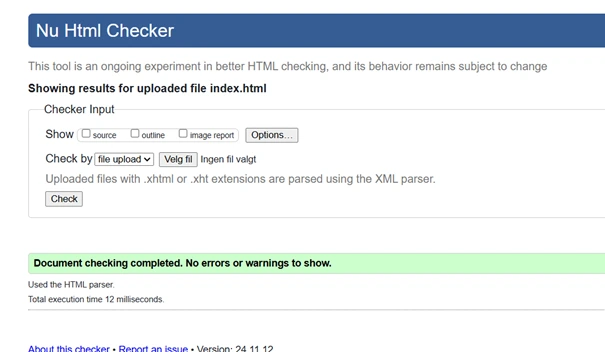 Nu Html Checker
This tool is an ongoing experiment in better HTML checking, and its behavior remains subject to change
Showing results for uploaded file index.html
Checker Input
Show source outline image report Options...
Check by file upload Velg fil Ingen fil valgt
Uploaded files with .xhtml or .xht extensions are parsed using the XML parser.
Check
Document checking completed. No errors or warnings to show.
Used the HTML parser.
Total execution time 12 milliseconds.
About this checker • Report an issue • Version: 24.11.12